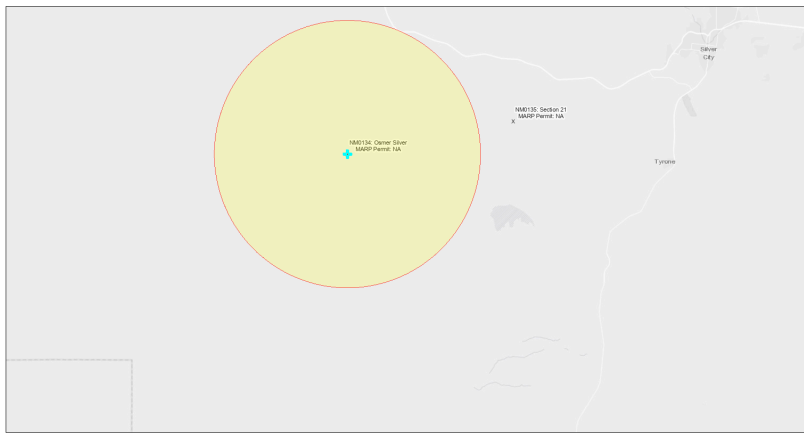 Silver
City
NM0135: Section 21
MARP Permit: NA
X
NM0134: Osmer Silver
MARP Permit: NA
Tyrone